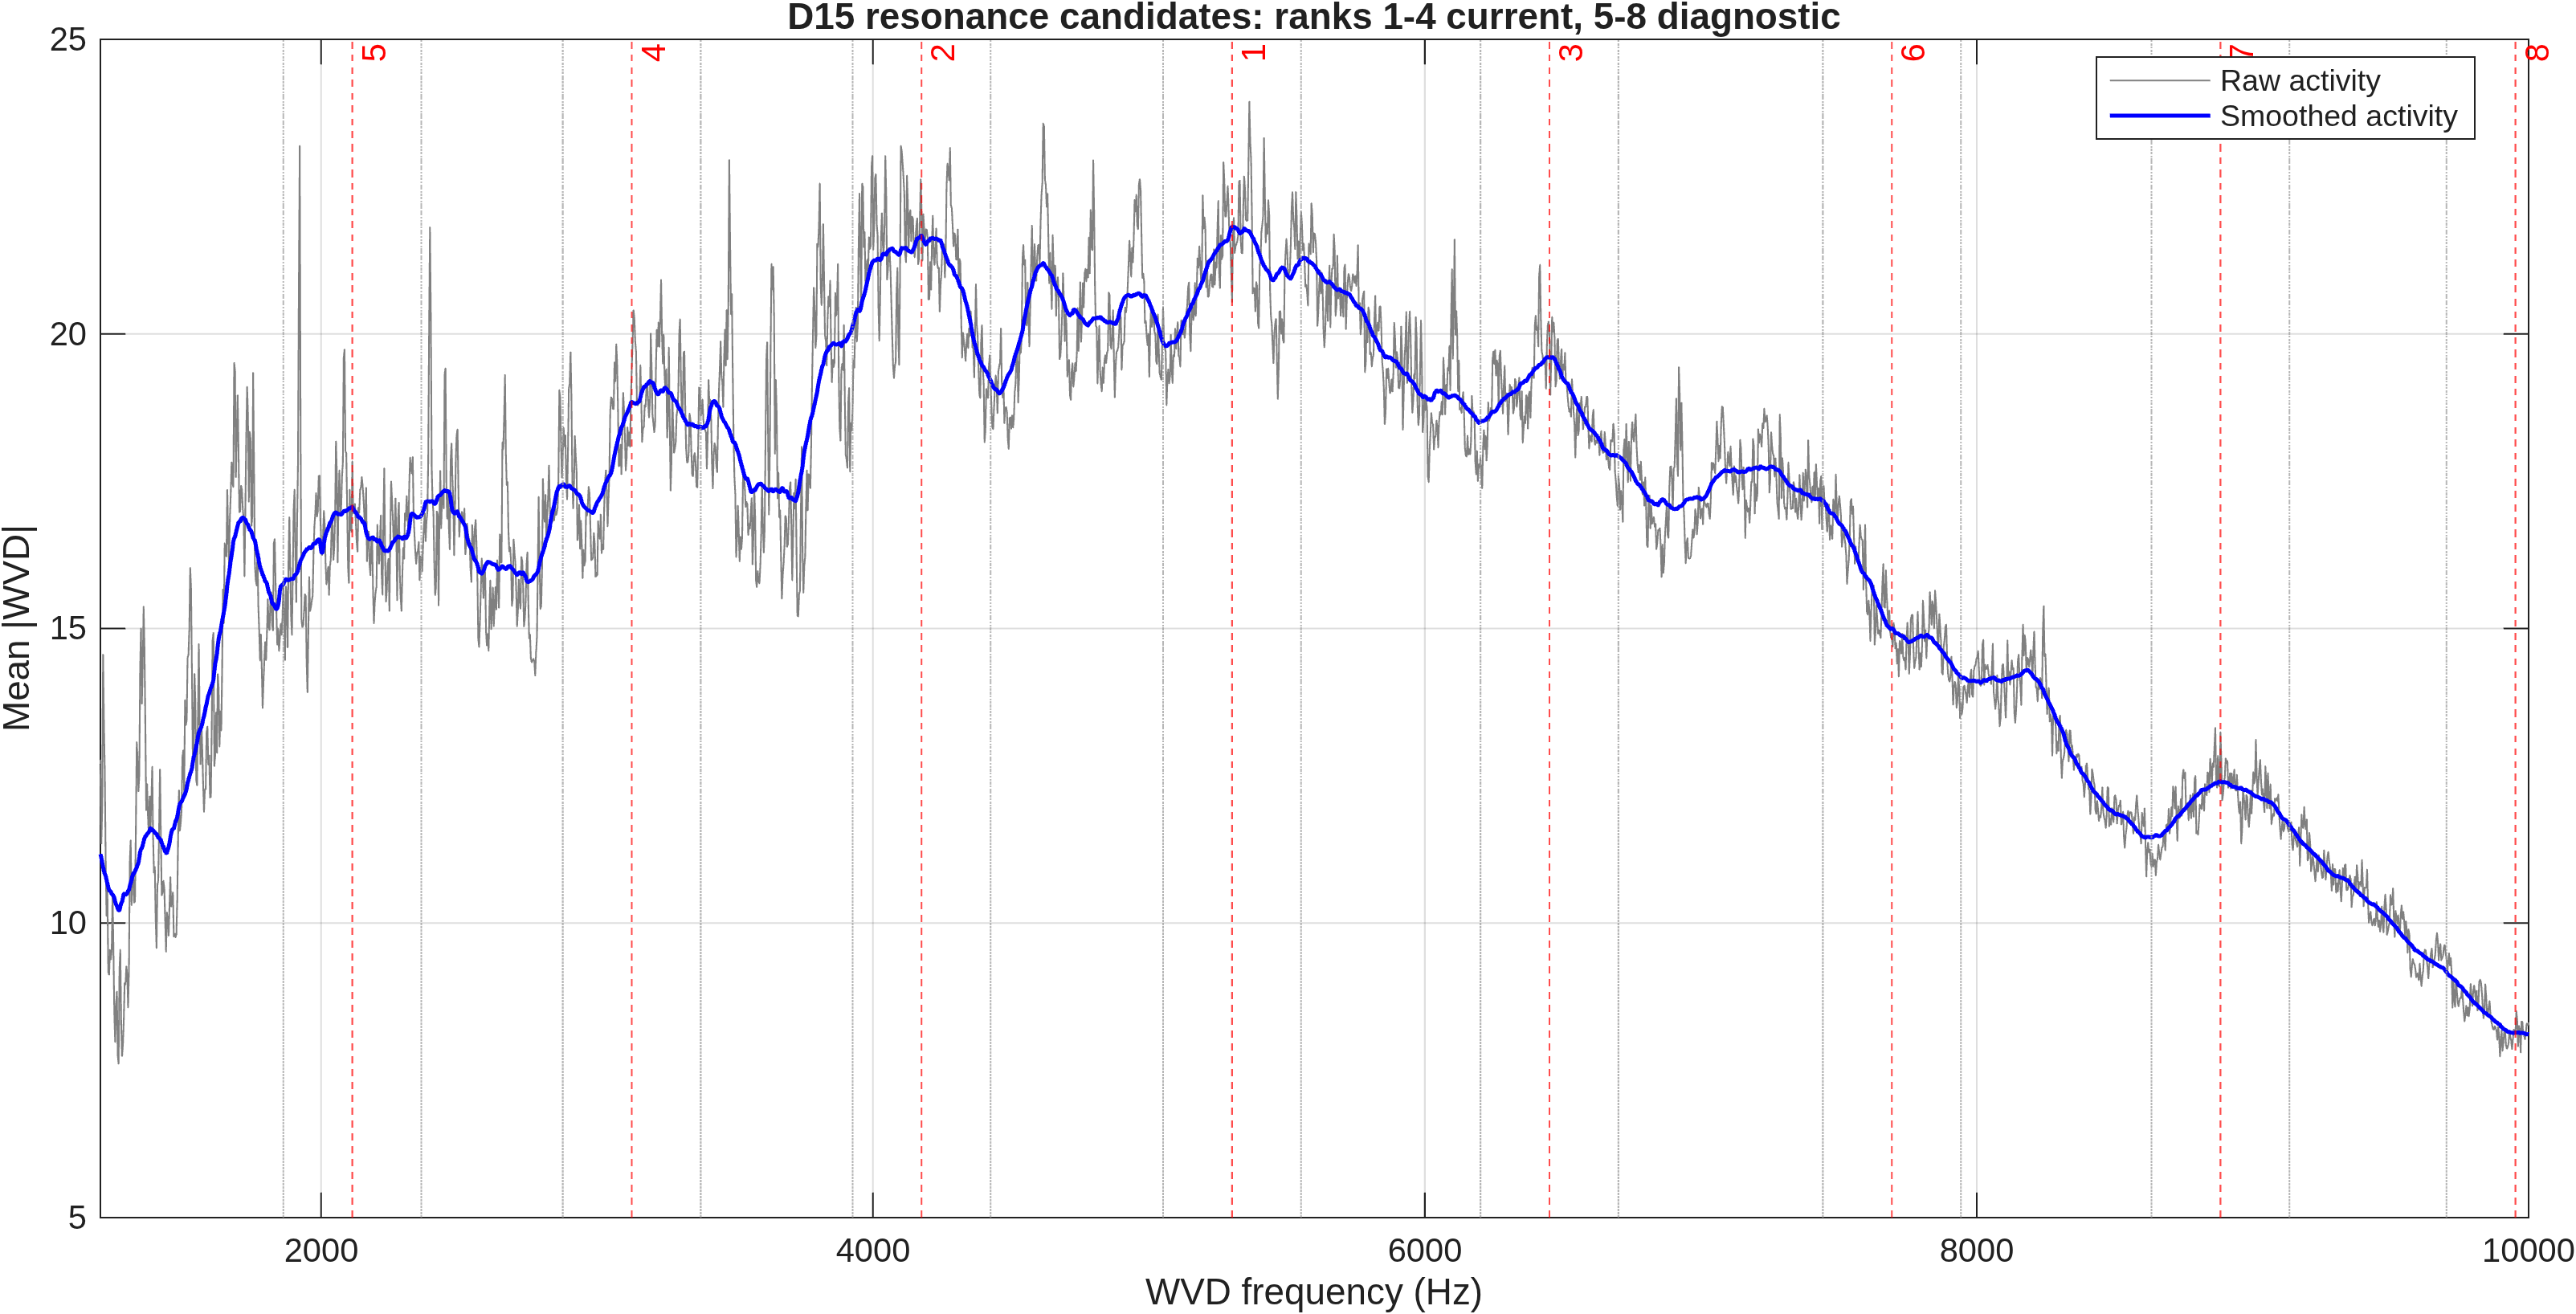 D15 resonance candidates: ranks 1-4 current, 5-8 diagnostic
5 4 2 1 3 6 7 8
Raw activity
Smoothed activity
25
20
15
10
5
Mean |WVD|
2000 4000 6000 8000 10000
WVD frequency (Hz)